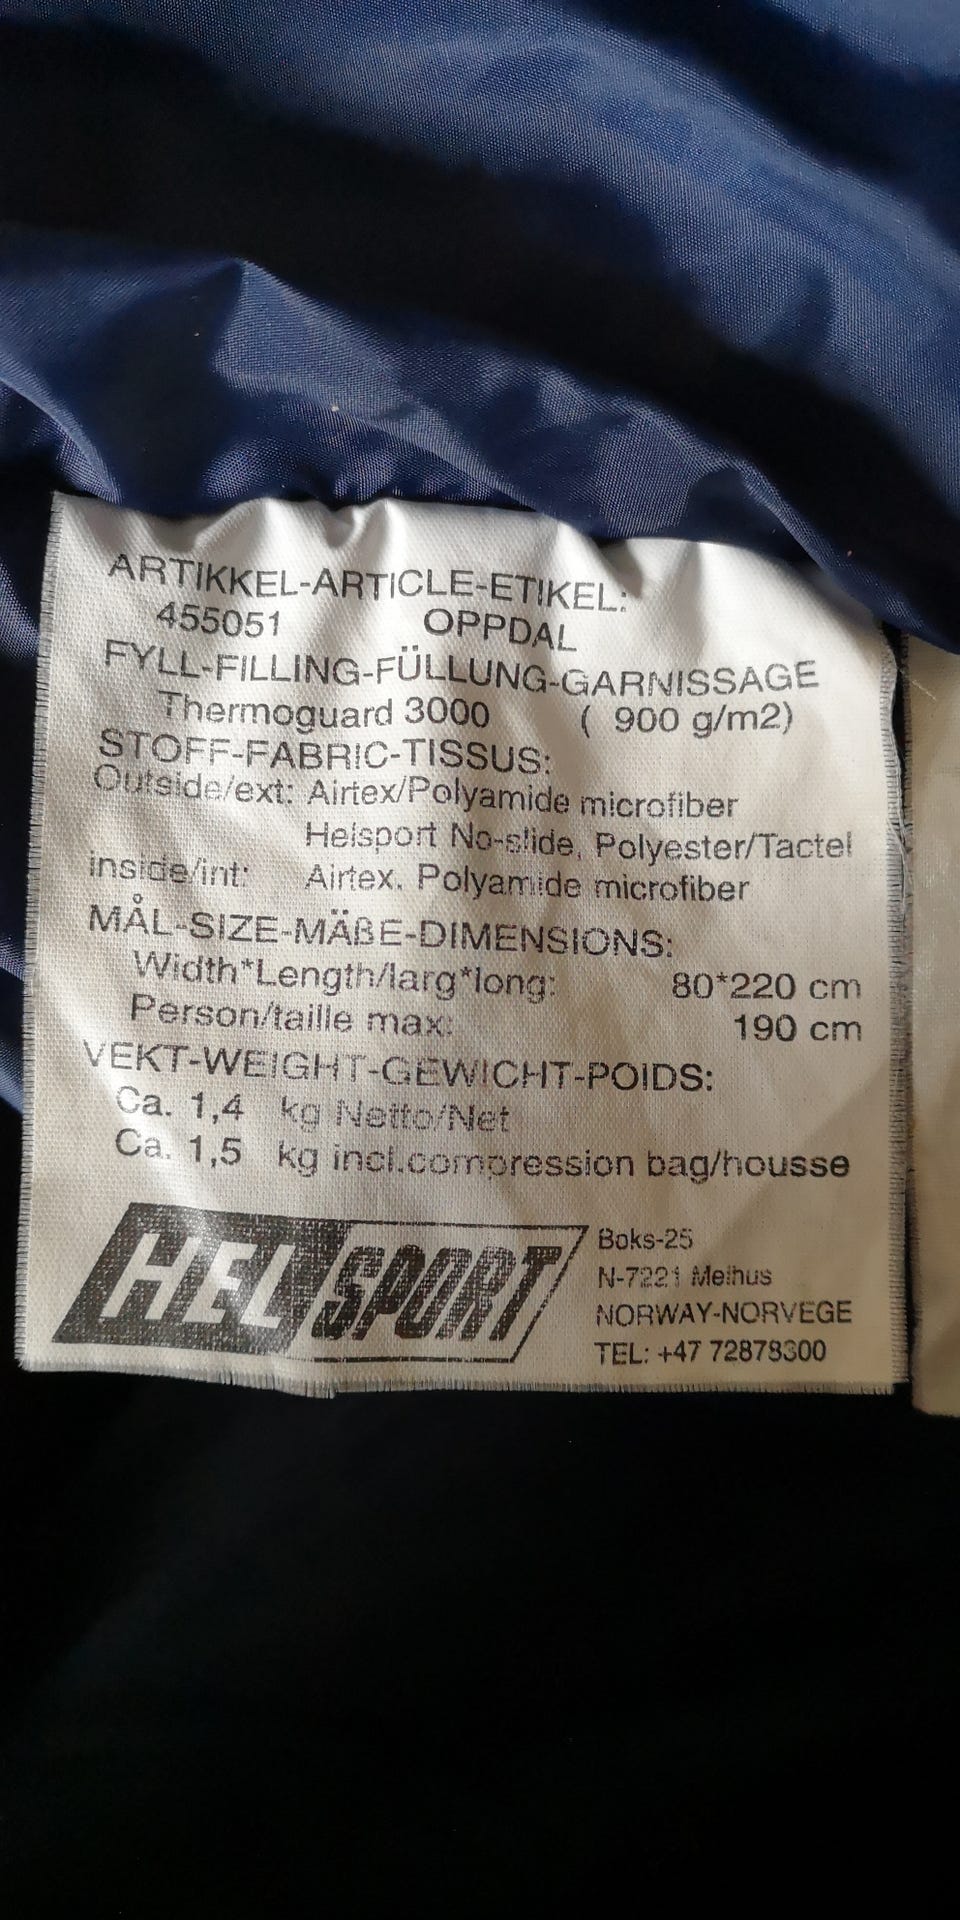 ARTIKKEL-ARTICLE-ETIKEL:
455051 OPPDAL
FYLL-FILLING-FÜLLUNG-GARNISSAGE
Thermoguard 3000 ( 900 g/m2)
STOFF-FABRIC-TISSUS:
Outside/ext: Airtex/Polyamide microfiber
Helsport No-slide, Polyester/Tactel
inside/int: Airtex. Polyamide microfiber
MÅL-SIZE-MÄßE-DIMENSIONS:
Width*Length/larg*long: 80*220 cm
Person/taille max: 190 cm
VEKT-WEIGHT-GEWICHT-POIDS:
Ca. 1,4 kg Netto/Net
Ca. 1,5 kg incl.compression bag/housse
HELSPORT
Boks-25
N-7221 Melhus
NORWAY-NORVEGE
TEL: +47 72878300